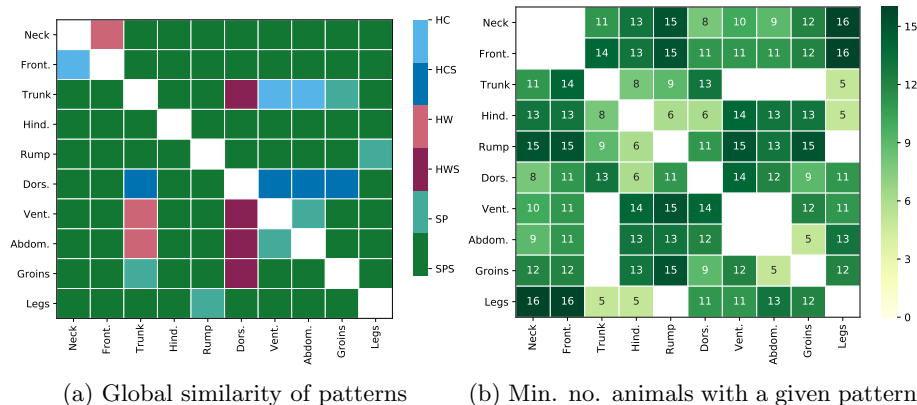 Neck
Front.
Trunk
Hind.
Rump
Dors.
Vent.
Abdom.
Groins
Legs
Neck Front. Trunk Hind. Rump Dors. Vent. Abdom. Groins Legs
HC
HCS
HW
HWS
SP
SPS
(a) Global similarity of patterns
Neck 11 13 15 8 10 9 12 16
Front. 14 13 15 11 11 11 11 16
Trunk 11 14 8 9 13 5
Hind. 13 13 8 6 6 14 13 13 5
Rump 15 15 9 6 11 15 13 15
Dors. 8 11 13 6 11 14 12 9 11
Vent. 10 11 14 15 14 12 11
Abdom. 9 11 13 13 12 5 13
Groins 12 12 13 15 9 12 5 12
Legs 16 16 5 5 11 11 13 12
Neck Front. Trunk Hind. Rump Dors. Vent. Abdom. Groins Legs
15
12
9
6
3
0
(b) Min. no. animals with a given pattern